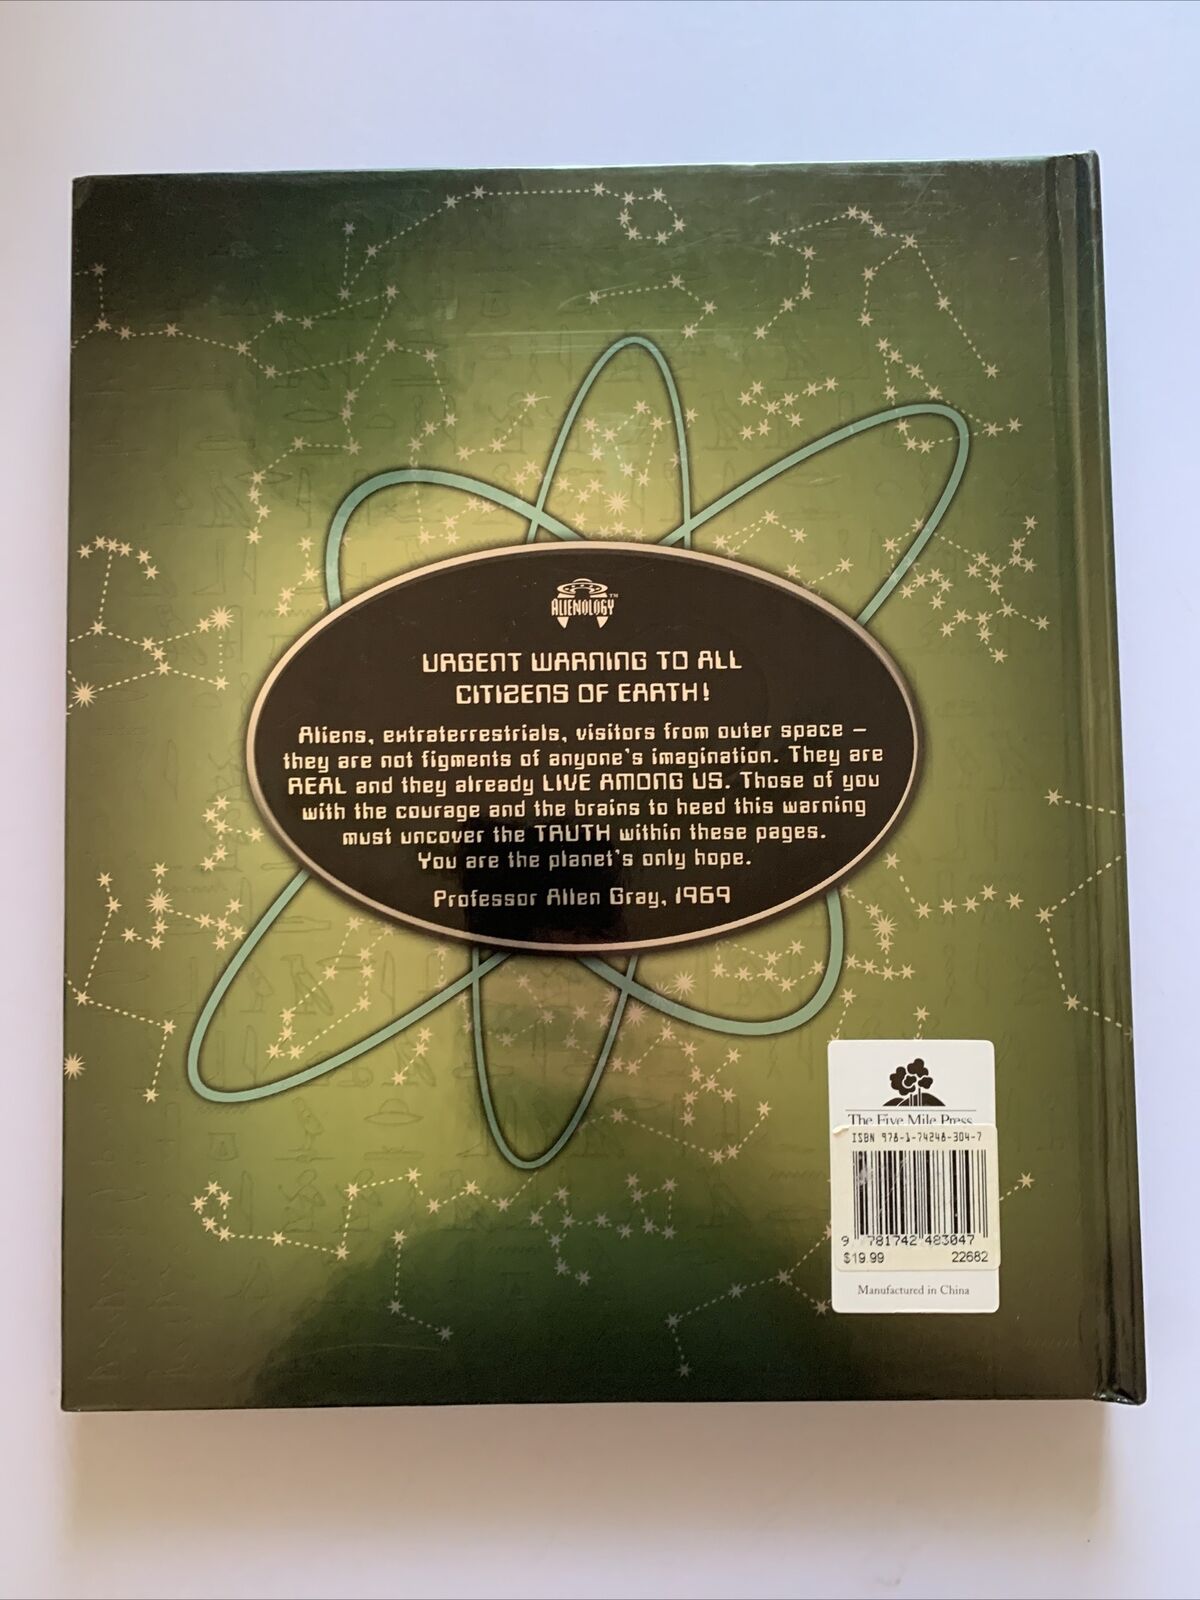 ALIENOLOGY™
URGENT WARNING TO ALL
CITIZENS OF EARTH!
Aliens, extraterrestrials, visitors from outer space –
they are not figments of anyone's imagination. They are
REAL and they already LIVE AMONG US. Those of you
with the courage and the brains to heed this warning
must uncover the TRUTH within these pages.
You are the planet's only hope.
Professor Allen Gray, 1969
The Five Mile Press
ISBN 978-1-74248-304-7
9 781742 483047
$19.99 22682
Manufactured in China